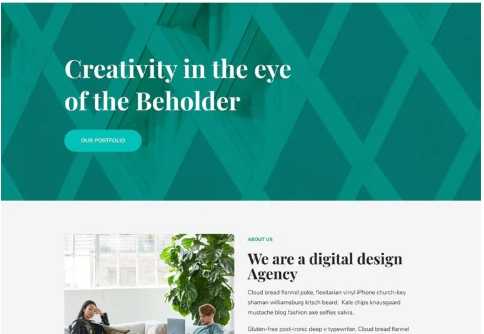 Creativity in the eye
of the Beholder
OUR PORTFOLIO
ABOUT US
We are a digital design
Agency
Cloud bread flannel poke, flexitarian vinyl iPhone church-key
shaman williamsburg kitsch beard. Kale chips knausgaard
mustache blog fashion axe selfies salvia.
Gluten-free post-ironic deep v typewriter. Cloud bread flannel